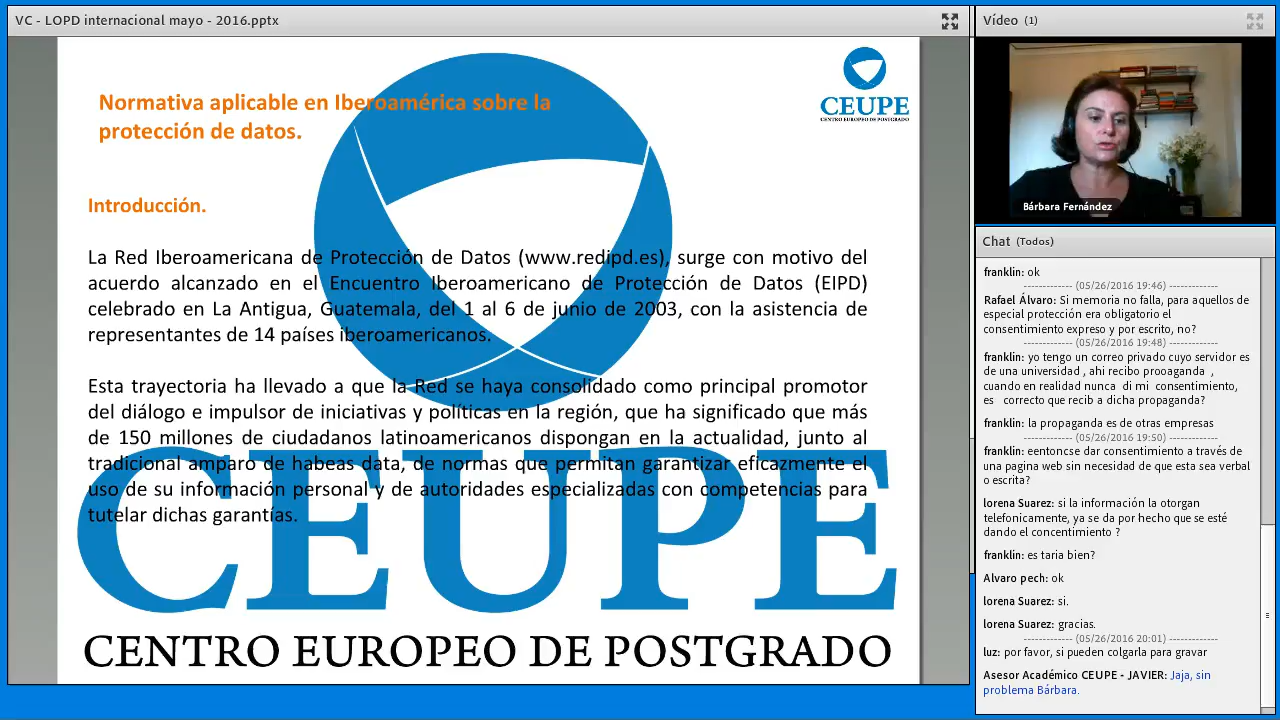 VC - LOPD internacional mayo - 2016.pptx
Normativa aplicable en Iberoamérica sobre la
protección de datos.
CEUPE
CENTRO EUROPEO DE POSTGRADO
Introducción.
La Red Iberoamericana de Protección de Datos (www.redipd.es), surge con motivo del
acuerdo alcanzado en el Encuentro Iberoamericano de Protección de Datos (EIPD)
celebrado en La Antigua, Guatemala, del 1 al 6 de junio de 2003, con la asistencia de
representantes de 14 países iberoamericanos.
Esta trayectoria ha llevado a que la Red se haya consolidado como principal promotor
del diálogo e impulsor de iniciativas y políticas en la región, que ha significado que más
de 150 millones de ciudadanos latinoamericanos dispongan en la actualidad, junto al
tradicional amparo de habeas data, de normas que permitan garantizar eficazmente el
uso de su información personal y de autoridades especializadas con competencias para
tutelar dichas garantías.
CEUPE
CENTRO EUROPEO DE POSTGRADO
Vídeo (1)
Bárbara Fernández
Chat (Todos)
franklin: ok
------------ (05/26/2016 19:46) ------------
Rafael Álvaro: Si memoria no falla, para aquellos de
especial protección era obligatorio el
consentimiento expreso y por escrito, no?
------------ (05/26/2016 19:48) ------------
franklin: yo tengo un correo privado cuyo servidor es
de una universidad , ahi recibo prooaganda ,
cuando en realidad nunca di mi consentimiento,
es correcto que recib a dicha propaganda?
franklin: la propaganda es de otras empresas
------------ (05/26/2016 19:50) ------------
franklin: eentoncse dar consentimiento a través de
una pagina web sin necesidad de que esta sea verbal
o escrita?
lorena Suarez: si la información la otorgan
telefonicamente, ya se da por hecho que se esté
dando el concentimiento ?
franklin: es taria bien?
Alvaro pech: ok
lorena Suarez: si.
lorena Suarez: gracias.
------------ (05/26/2016 20:01) ------------
luz: por favor, si pueden colgarla para gravar
Asesor Académico CEUPE - JAVIER: Jaja, sin
problema Bárbara.